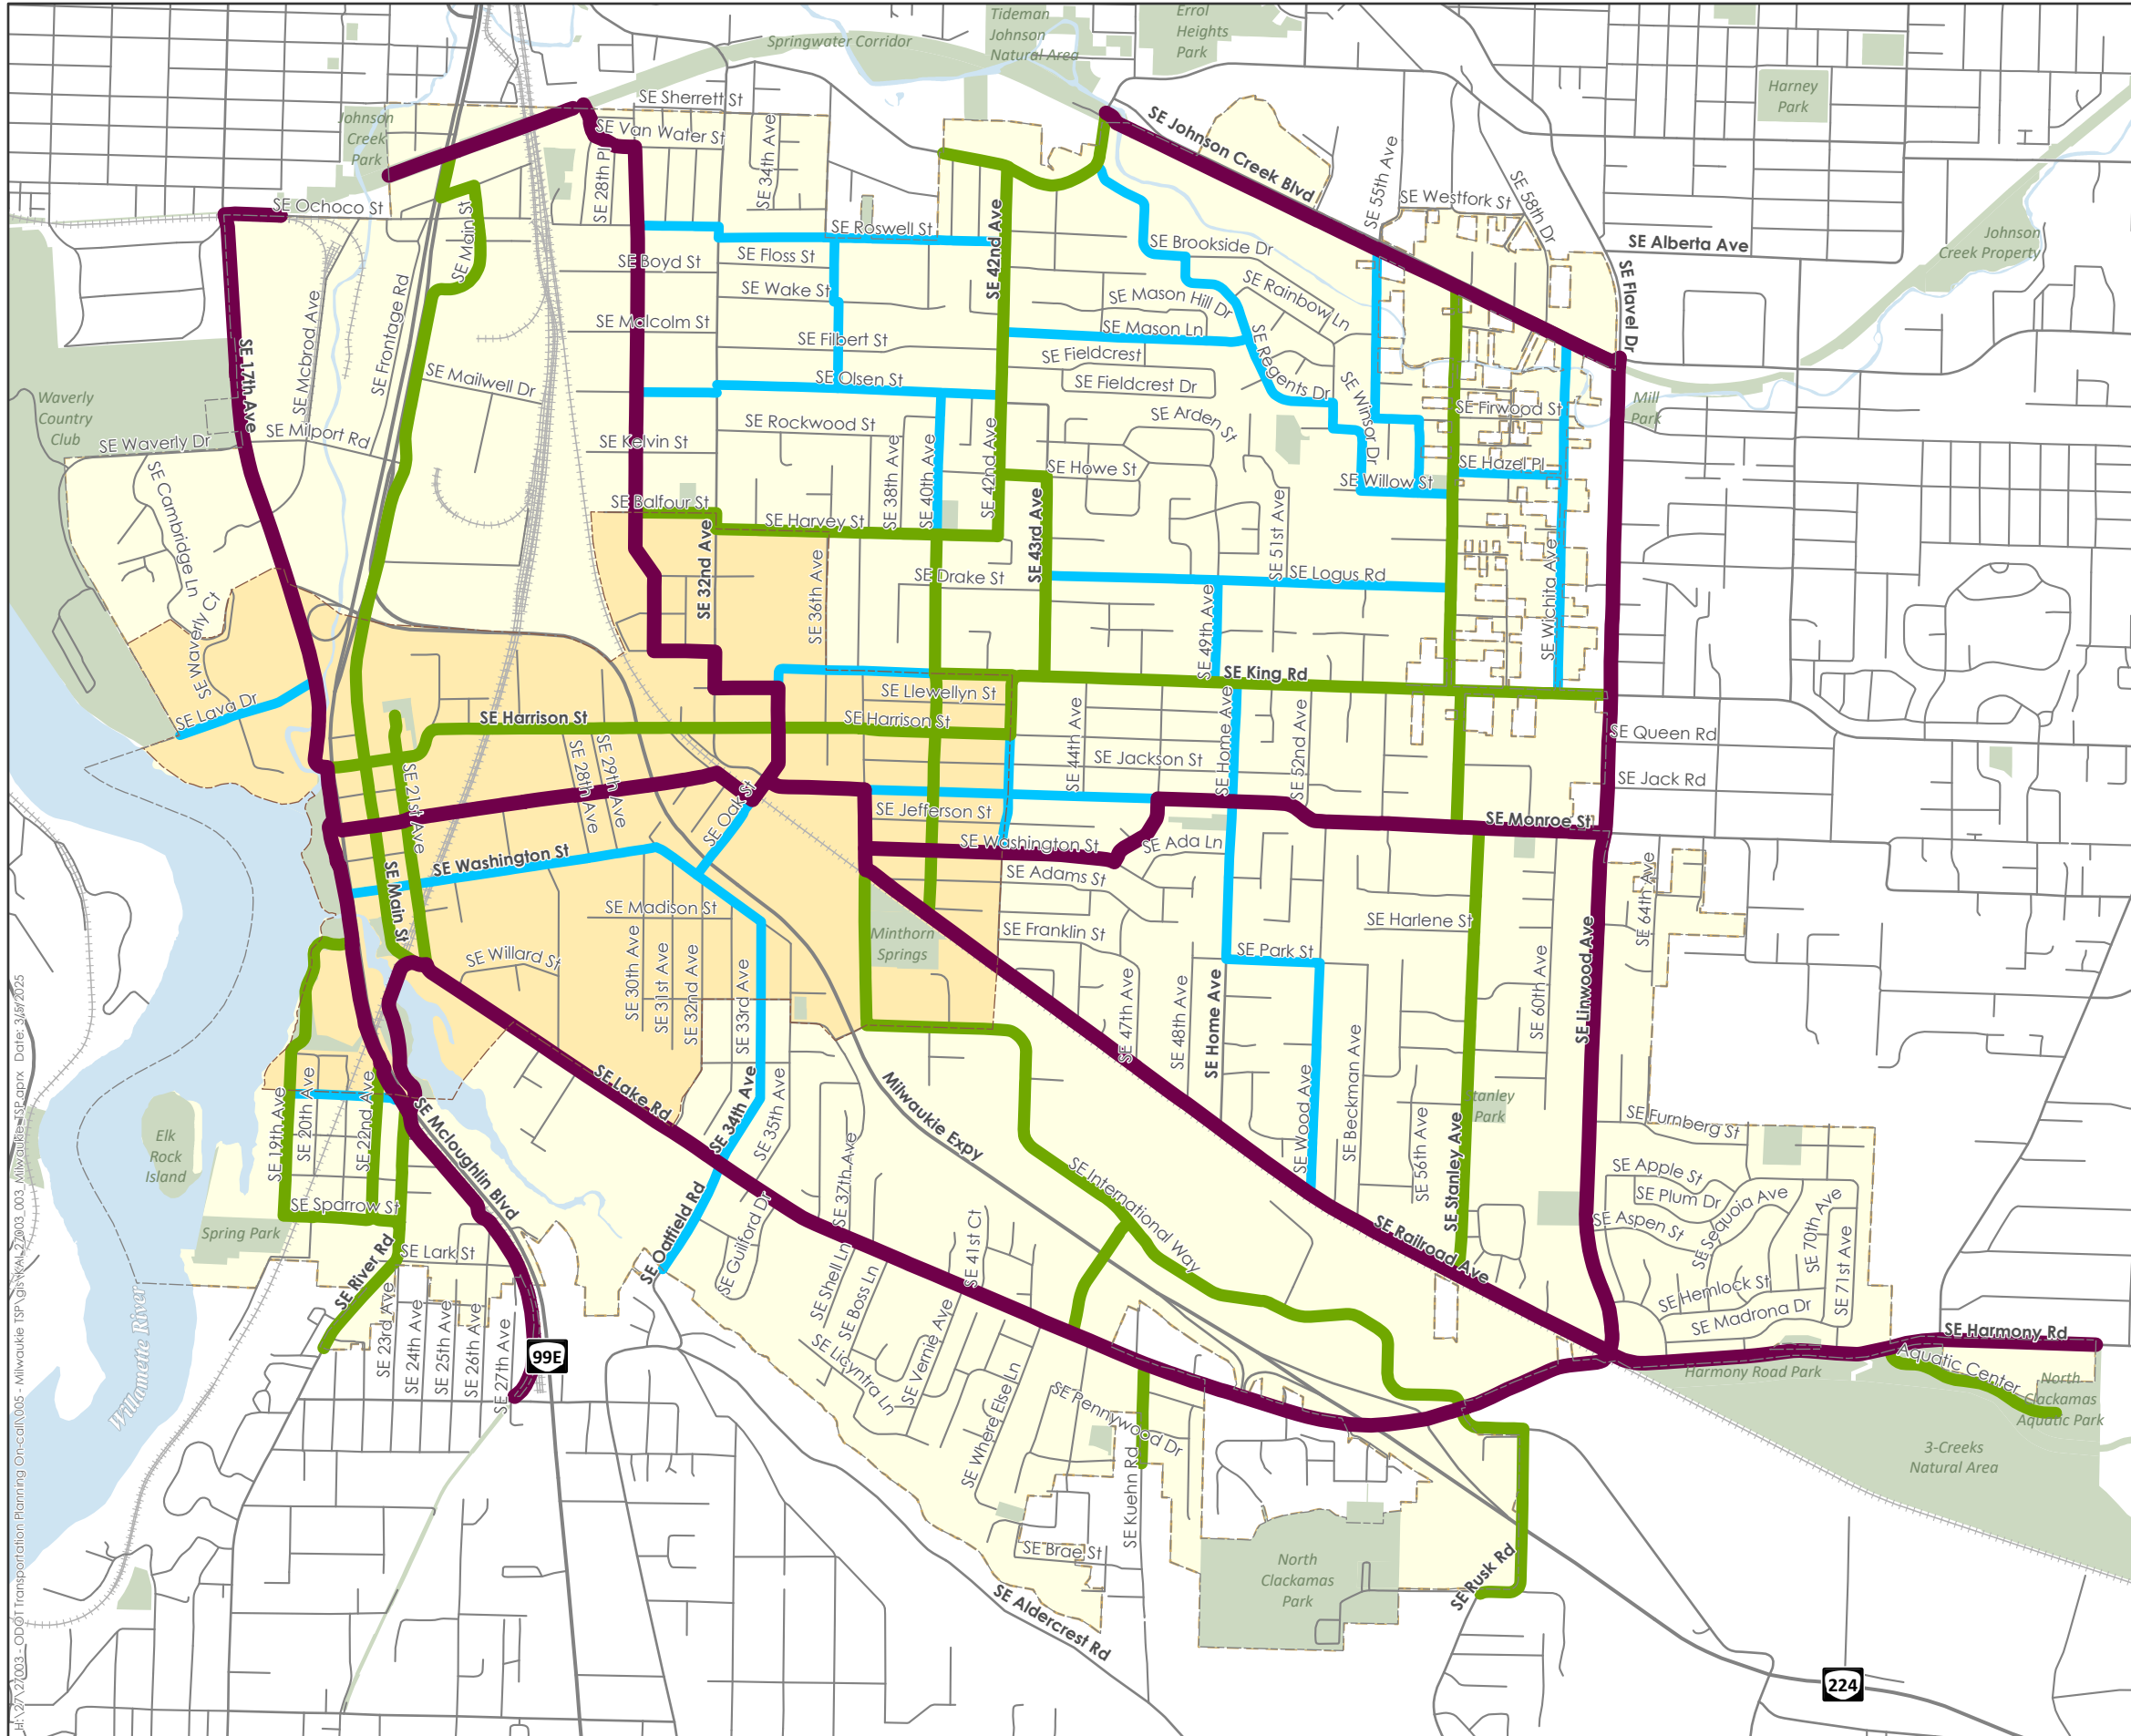 Tideman
Johnson
Natural Area
Errol
Heights
Park
Springwater Corridor
Harney
Park
Johnson
Creek
Park
SE Sherrett St
SE Van Water St
SE 28th Pl
SE 34th Ave
SE Johnson Creek Blvd
SE 55th Ave
SE Westfork St
SE 58th Dr
SE Alberta Ave
Johnson
Creek Property
SE Ochoco St
SE Main St
SE Roswell St
SE 42nd Ave
SE Brookside Dr
SE Flavel Dr
SE Boyd St
SE Floss St
SE Wake St
SE Mason Hill Dr
SE Rainbow Ln
SE Mcbrod Ave
SE Frontage Rd
SE Malcolm St
SE Filbert St
SE Mason Ln
SE Fieldcrest
SE Regents Dr
SE 17th Ave
SE Mailwell Dr
SE Olsen St
SE Fieldcrest Dr
SE Winsor Dr
SE Firwood St
Mill
Park
Waverly
Country
Club
SE Waverly Dr
SE Milport Rd
SE Kelvin St
SE Rockwood St
SE 38th Ave
SE 40th Ave
SE 42nd Ave
SE Arden St
SE Howe St
SE Hazel Pl
SE Willow St
SE Cambridge Ln
SE Balfour St
SE Harvey St
SE 32nd Ave
SE 36th Ave
SE 43rd Ave
SE 51st Ave
SE Drake St
SE Logus Rd
SE Wichita Ave
SE Waverly Ct
SE 49th Ave
SE King Rd
SE Lava Dr
SE Llewellyn St
SE Harrison St
SE Harrison St
SE 44th Ave
SE Home Ave
SE 52nd Ave
SE Queen Rd
SE 21st Ave
SE 28th Ave
SE 29th Ave
SE Oak St
SE Jackson St
SE Jack Rd
SE Jefferson St
SE Monroe St
SE Washington St
SE Washington St
SE Ada Ln
SE Main St
SE Adams St
SE 64th Ave
SE Madison St
Minthorn
Springs
SE Franklin St
SE Harlene St
SE Willard St
SE Park St
SE 30th Ave
SE 31st Ave
SE 32nd Ave
SE 33rd Ave
SE 47th Ave
SE 48th Ave
SE Home Ave
SE 60th Ave
SE Linwood Ave
SE Lake Rd
SE 34th Ave
SE 35th Ave
Milwaukie Expy
SE Wood Ave
SE Beckman Ave
SE 56th Ave
SE Stanley Ave
Stanley
Park
SE Furnberg St
Elk
Rock
Island
SE 19th Ave
SE 20th Ave
SE 22nd Ave
SE Mcloughlin Blvd
SE Sparrow St
Spring Park
SE River Rd
SE Lark St
SE Oatfield Rd
SE Guilford Dr
SE 37th Ave
SE International Way
SE Railroad Ave
SE Apple St
SE Plum Dr
SE Aspen St
SE Sequoia Ave
SE 70th Ave
SE 71st Ave
SE Hemlock St
SE Madrona Dr
SE Harmony Rd
Harmony Road Park
Aquatic Center
North
Clackamas
Aquatic Park
3-Creeks
Natural Area
SE 23rd Ave
SE 24th Ave
SE 25th Ave
SE 26th Ave
SE 27th Ave
99E
SE Shell Ln
SE Boss Ln
SE 41st Ct
SE Licyntra Ln
SE Vernie Ave
SE Where Else Ln
SE Pennywood Dr
SE Kuehn Rd
SE Brae St
North
Clackamas
Park
SE Rusk Rd
SE Aldercrest Rd
224
Willamette River
H:\27\27003 - ODOT Transportation Planning On-call\005 - Milwaukie TSP\gis\KAI_27003_003_Milwaukie_TSP.aprx Date: 3/5/2025